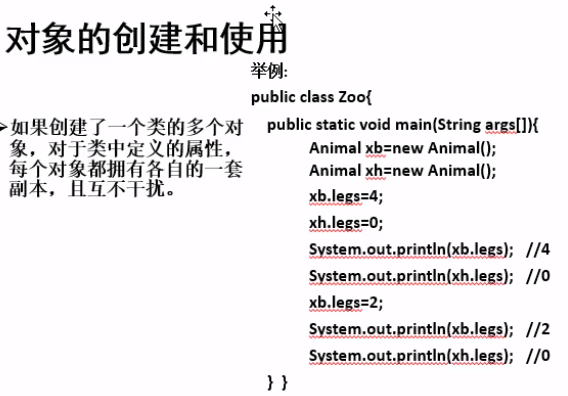 对象的创建和使用
➢如果创建了一个类的多个对
象，对于类中定义的属性，
每个对象都拥有各自的一套
副本，且互不干扰。
举例:
public class Zoo{
public static void main(String args[]){
Animal xb=new Animal();
Animal xh=new Animal();
xb.legs=4;
xh.legs=0;
System.out.println(xb.legs); //4
System.out.println(xh.legs); //0
xb.legs=2;
System.out.println(xb.legs); //2
System.out.println(xh.legs); //0
} }